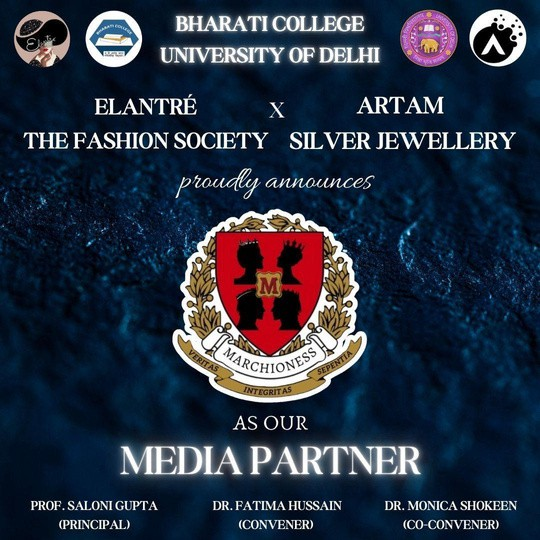 BHARATI COLLEGE
UNIVERSITY OF DELHI
ELANTRÉ X ARTAM
THE FASHION SOCIETY SILVER JEWELLERY
proudly announces
M
MARCHIONESS
VERITAS INTEGRITAS SEPENTIA
AS OUR
MEDIA PARTNER
PROF. SALONI GUPTA DR. FATIMA HUSSAIN DR. MONICA SHOKEEN
(PRINCIPAL) (CONVENER) (CO-CONVENER)